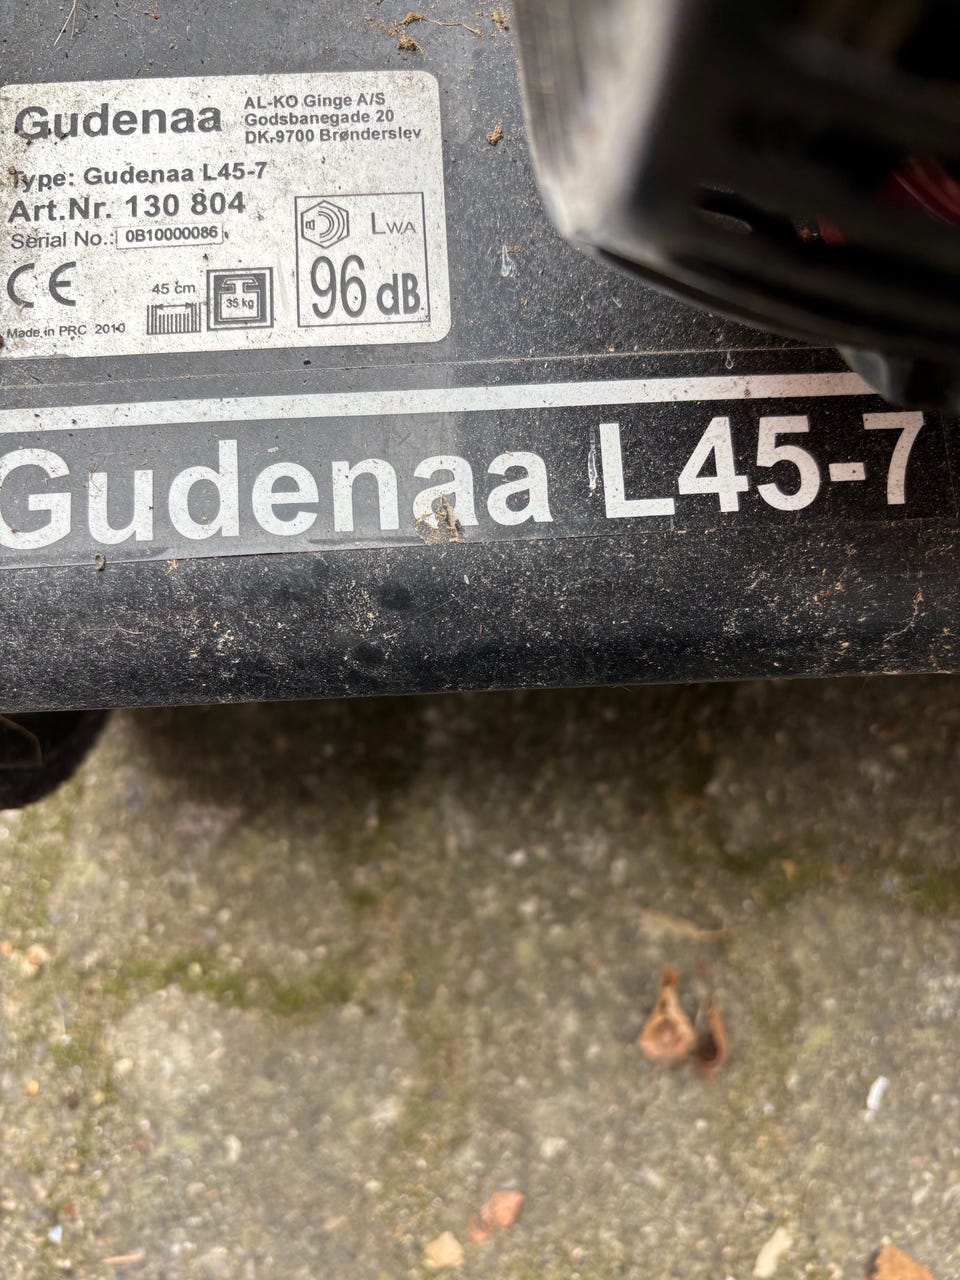 Gudenaa
AL-KO Ginge A/S
Godsbanegade 20
DK-9700 Brønderslev
Type: Gudenaa L45-7
Art.Nr. 130 804
Serial No.: 0B10000086
LWA
96 dB
CE
45 cm
35 kg
Made in PRC 2010
Gudenaa L45-7